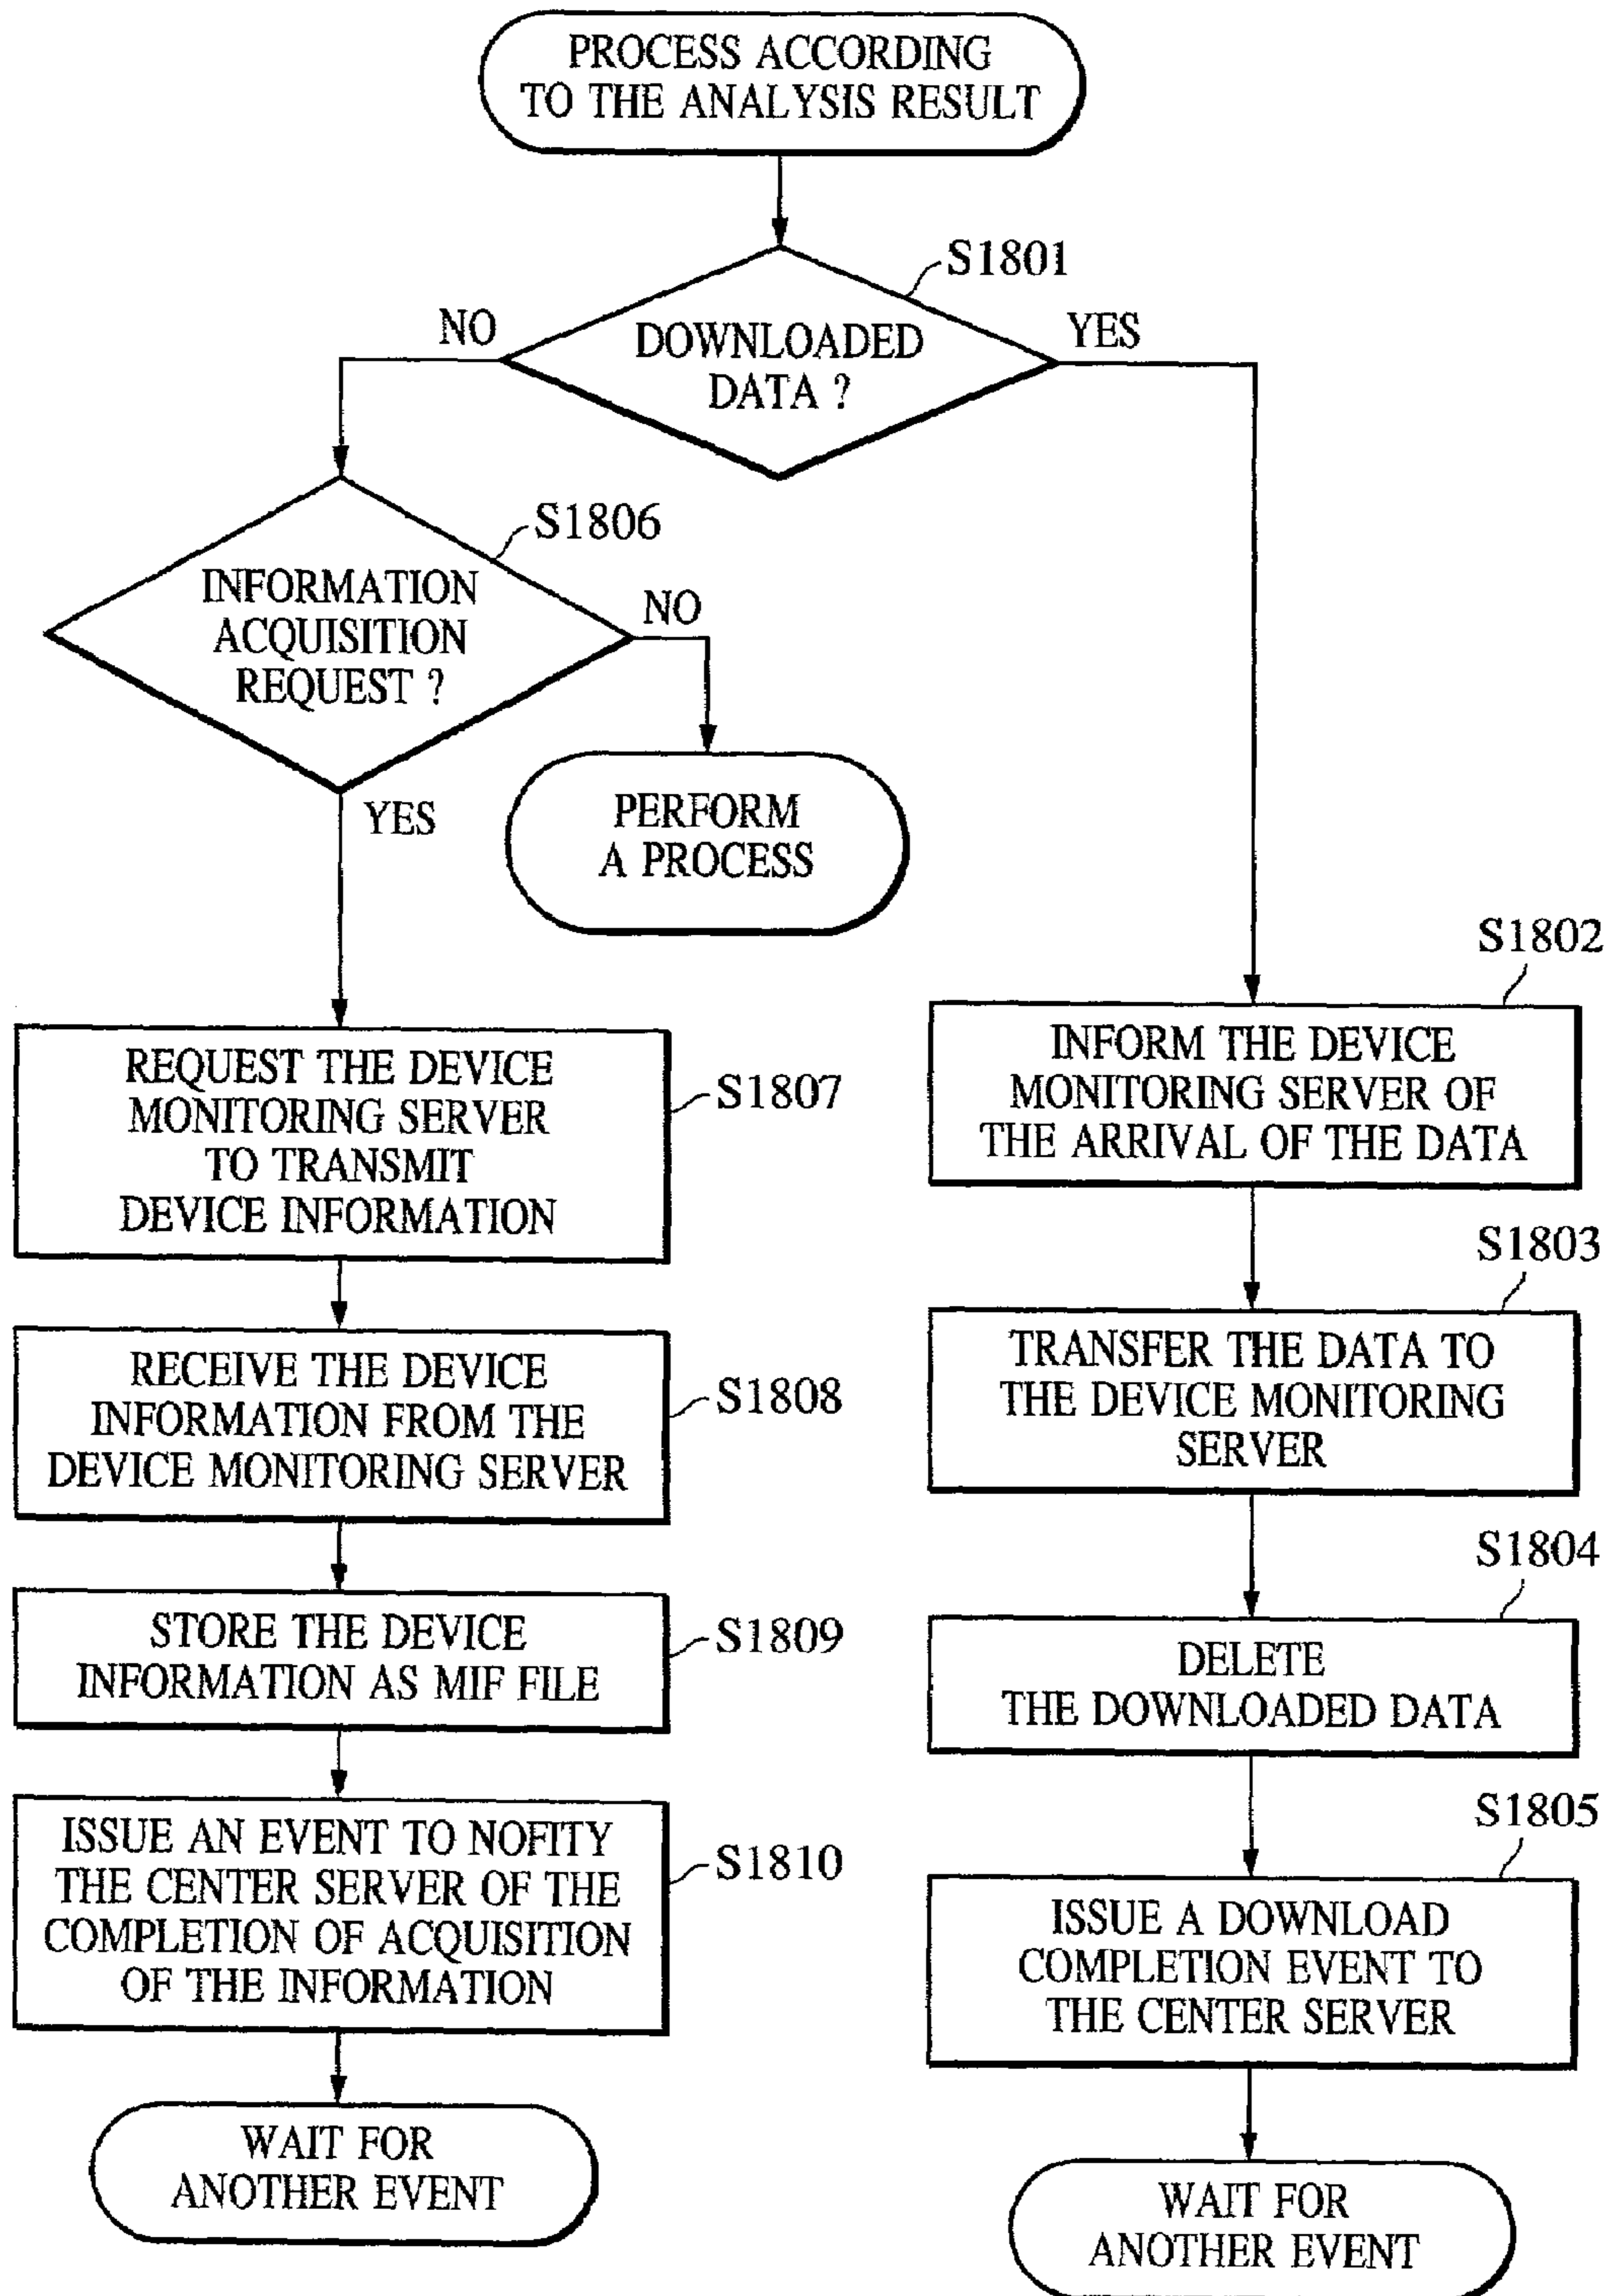 PROCESS ACCORDING
TO THE ANALYSIS RESULT
S1801
NO
DOWNLOADED
DATA ?
YES
S1806
INFORMATION
ACQUISITION
REQUEST ?
NO
YES
PERFORM
A PROCESS
S1802
INFORM THE DEVICE
MONITORING SERVER OF
THE ARRIVAL OF THE DATA
REQUEST THE DEVICE
MONITORING SERVER
TO TRANSMIT
DEVICE INFORMATION
S1807
S1803
TRANSFER THE DATA TO
THE DEVICE MONITORING
SERVER
RECEIVE THE DEVICE
INFORMATION FROM THE
DEVICE MONITORING SERVER
S1808
S1804
DELETE
THE DOWNLOADED DATA
STORE THE DEVICE
INFORMATION AS MIF FILE
S1809
S1805
ISSUE A DOWNLOAD
COMPLETION EVENT TO
THE CENTER SERVER
ISSUE AN EVENT TO NOFITY
THE CENTER SERVER OF THE
COMPLETION OF ACQUISITION
OF THE INFORMATION
S1810
WAIT FOR
ANOTHER EVENT
WAIT FOR
ANOTHER EVENT